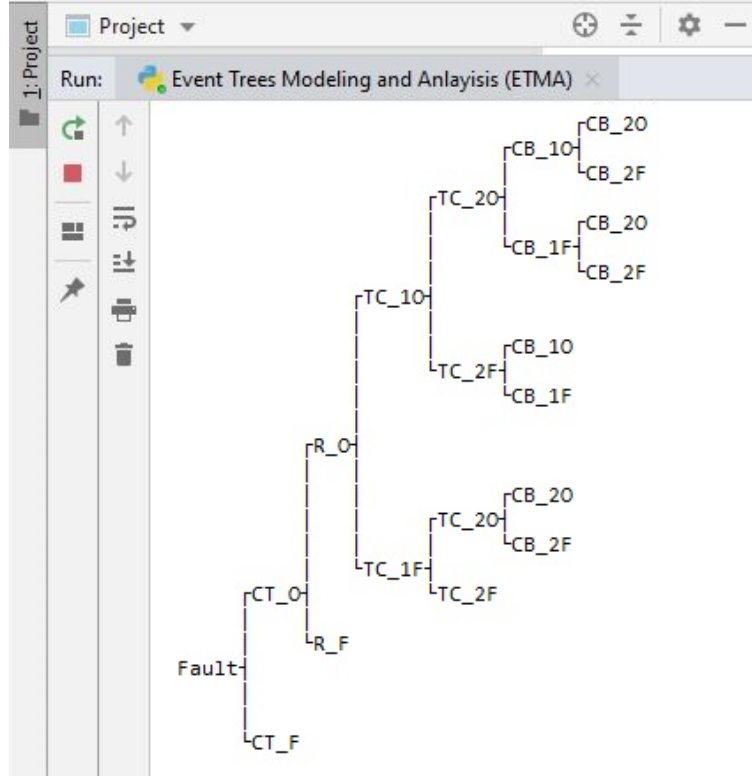 1: Project
Project
Run: Event Trees Modeling and Anlayisis (ETMA)
CB_2O
CB_1O
CB_2F
TC_2O
CB_2O
CB_1F
CB_2F
TC_1O
CB_1O
TC_2F
CB_1F
R_O
CB_2O
TC_2O
CB_2F
TC_1F
CT_O
TC_2F
R_F
Fault
CT_F